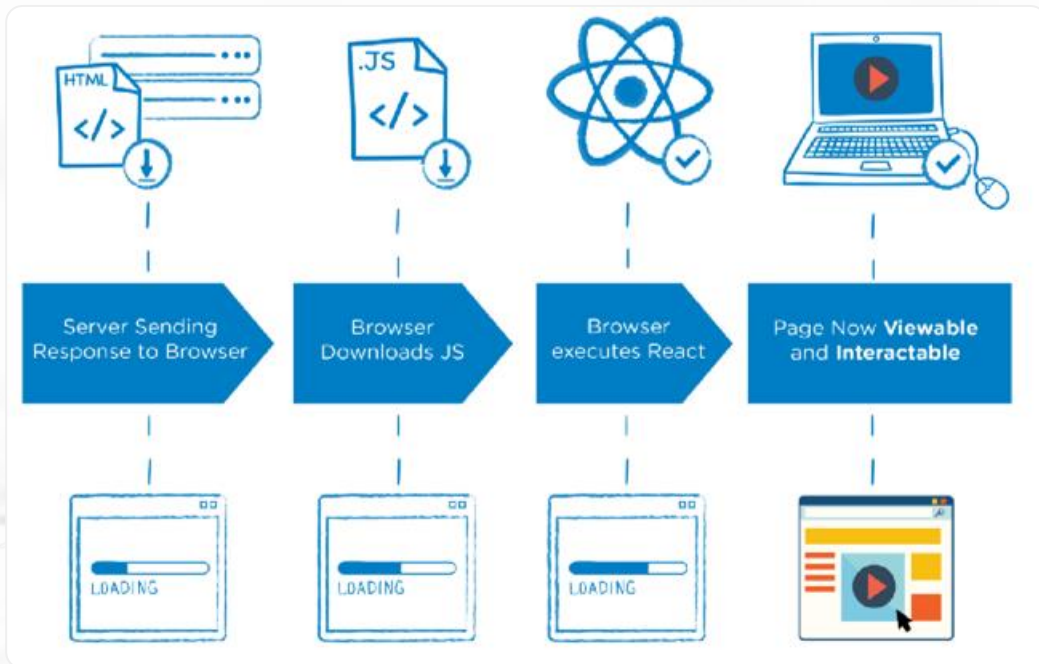 HTML
</>
.JS
</>
Server Sending
Response to Browser
Browser
Downloads JS
Browser
executes React
Page Now Viewable
and Interactable
LOADING
LOADING
LOADING